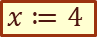 x := 4